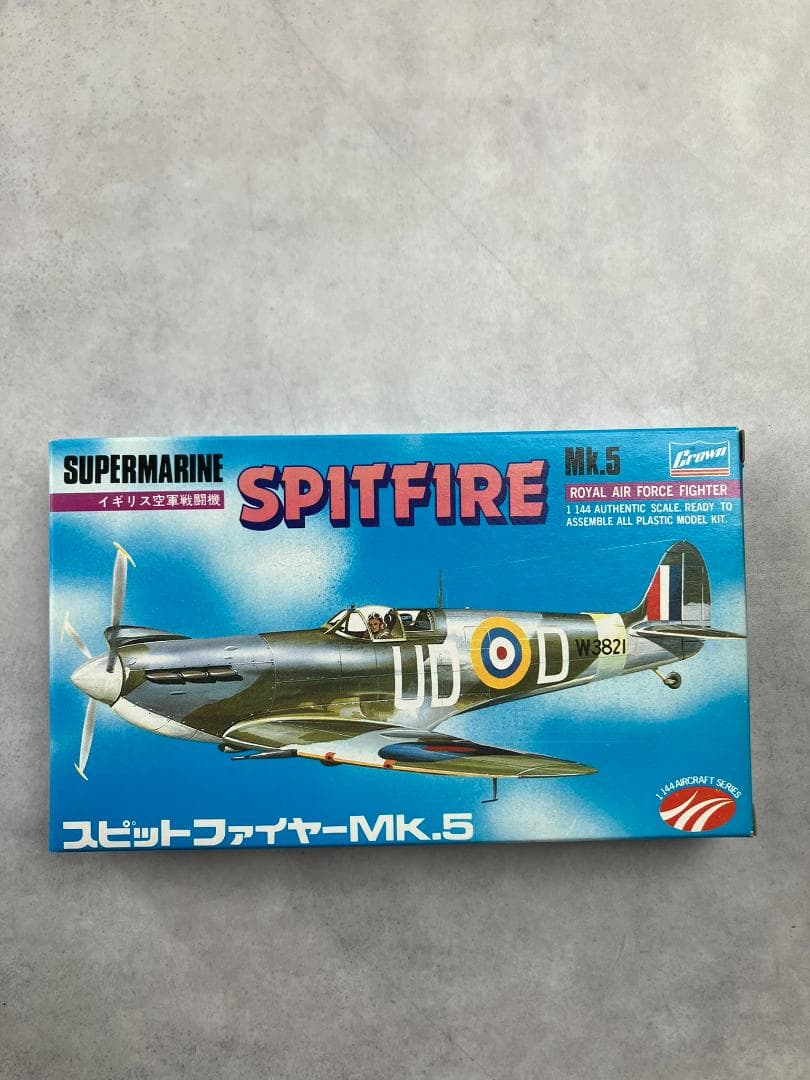 SUPERMARINE
イギリス空軍戦闘機
SPITFIRE
Mk.5
Crown
ROYAL AIR FORCE FIGHTER
1 144 AUTHENTIC SCALE. READY TO
ASSEMBLE ALL PLASTIC MODEL KIT.
UD D
W3821
1 144 AIRCRAFT SERIES
スピットファイヤーMK.5